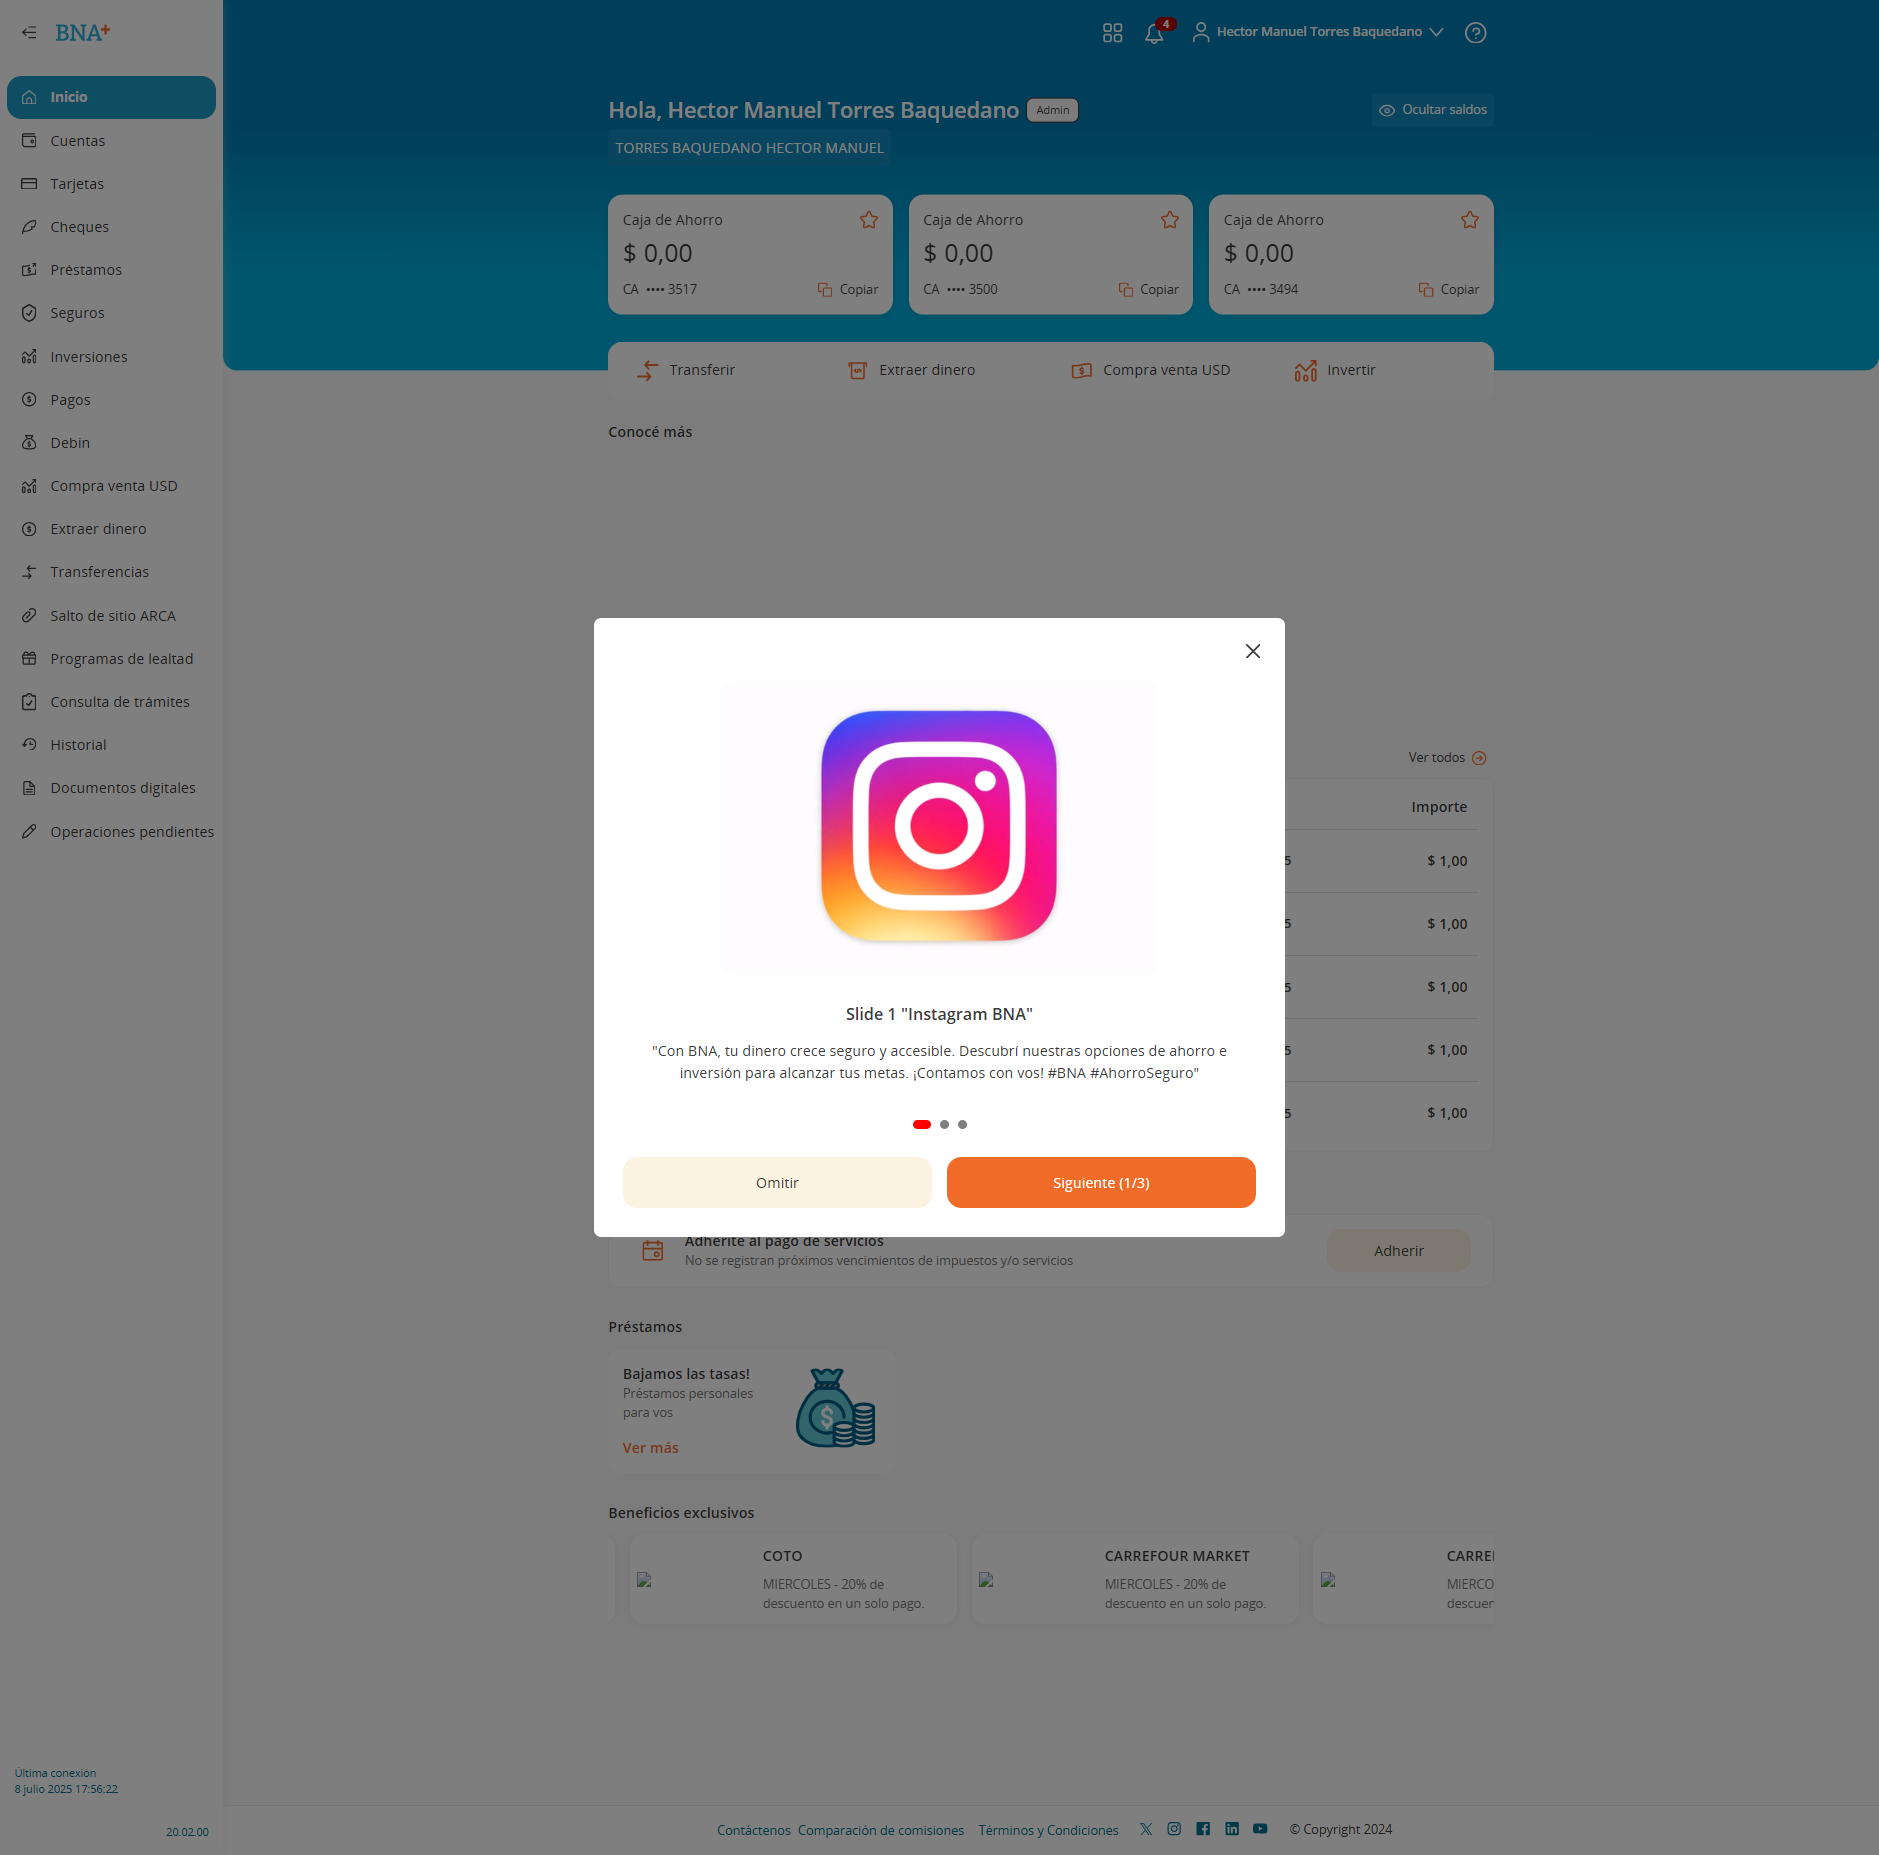 BNA+
4
Hector Manuel Torres Baquedano
Inicio
Cuentas
Tarjetas
Cheques
Préstamos
Seguros
Inversiones
Pagos
Debin
Compra venta USD
Extraer dinero
Transferencias
Salto de sitio ARCA
Programas de lealtad
Consulta de trámites
Historial
Documentos digitales
Operaciones pendientes
Última conexión
8 julio 2025 17:56:22
20.02.00
Hola, Hector Manuel Torres Baquedano Admin
Ocultar saldos
TORRES BAQUEDANO HECTOR MANUEL
Caja de Ahorro
$ 0,00
CA •••• 3517 Copiar
Caja de Ahorro
$ 0,00
CA •••• 3500 Copiar
Caja de Ahorro
$ 0,00
CA •••• 3494 Copiar
Transferir Extraer dinero Compra venta USD Invertir
Conocé más
Slide 1 "Instagram BNA"
"Con BNA, tu dinero crece seguro y accesible. Descubrí nuestras opciones de ahorro e
inversión para alcanzar tus metas. ¡Contamos con vos! #BNA #AhorroSeguro"
Omitir
Siguiente (1/3)
Ver todos
Importe
5 $ 1,00
5 $ 1,00
5 $ 1,00
5 $ 1,00
5 $ 1,00
Adherite al pago de servicios
No se registran próximos vencimientos de impuestos y/o servicios
Adherir
Préstamos
Bajamos las tasas!
Préstamos personales
para vos
Ver más
Beneficios exclusivos
COTO
MIERCOLES - 20% de
descuento en un solo pago.
CARREFOUR MARKET
MIERCOLES - 20% de
descuento en un solo pago.
CARRE
MIERCO
descuen
Contáctenos Comparación de comisiones Términos y Condiciones © Copyright 2024